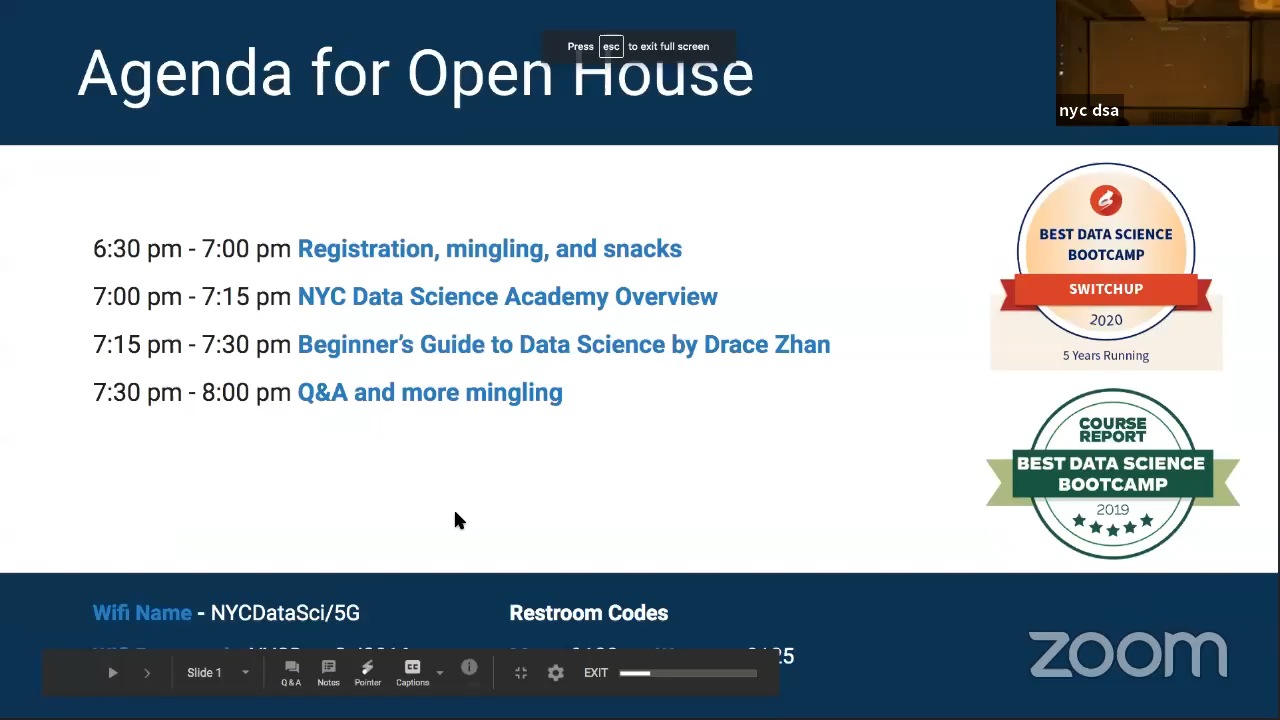 Agenda for Open House
Press esc to exit full screen
nyc dsa
6:30 pm - 7:00 pm Registration, mingling, and snacks
7:00 pm - 7:15 pm NYC Data Science Academy Overview
7:15 pm - 7:30 pm Beginner's Guide to Data Science by Drace Zhan
7:30 pm - 8:00 pm Q&A and more mingling
BEST DATA SCIENCE
BOOTCAMP
SWITCHUP
2020
5 Years Running
COURSE
REPORT
BEST DATA SCIENCE
BOOTCAMP
2019
Wifi Name - NYCDataSci/5G
Restroom Codes
Slide 1
Q&A
Notes
Pointer
CC
Captions
EXIT
zoom